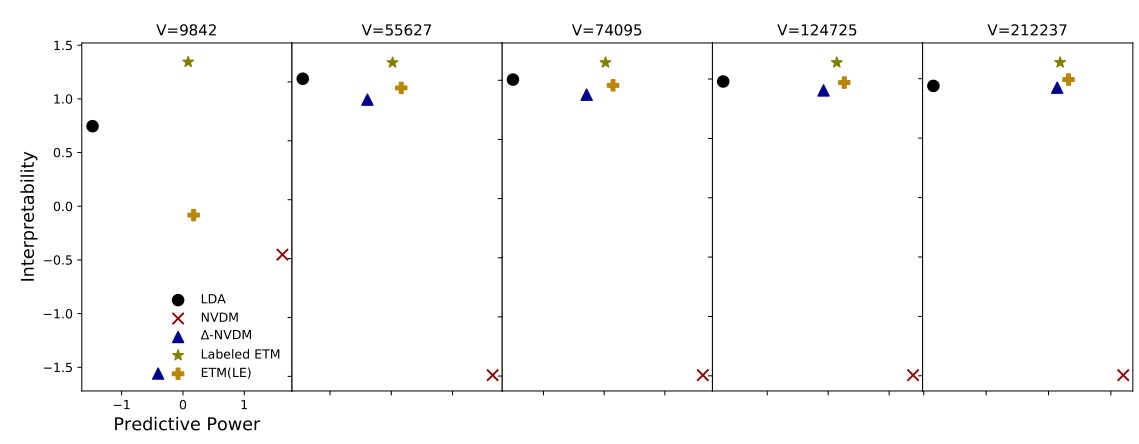 V=9842
V=55627
V=74095
V=124725
V=212237
1.5
1.0
0.5
0.0
−0.5
−1.0
−1.5
Interpretability
LDA
NVDM
Δ-NVDM
Labeled ETM
ETM(LE)
−1
0
1
Predictive Power